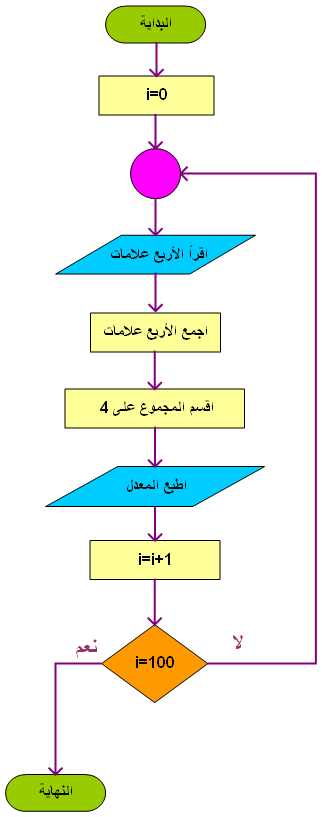 البداية
i=0
اقرأ الأربع علامات
اجمع الأربع علامات
اقسم المجموع على 4
اطبع المعدل
i=i+1
i=100
نعم
لا
النهاية